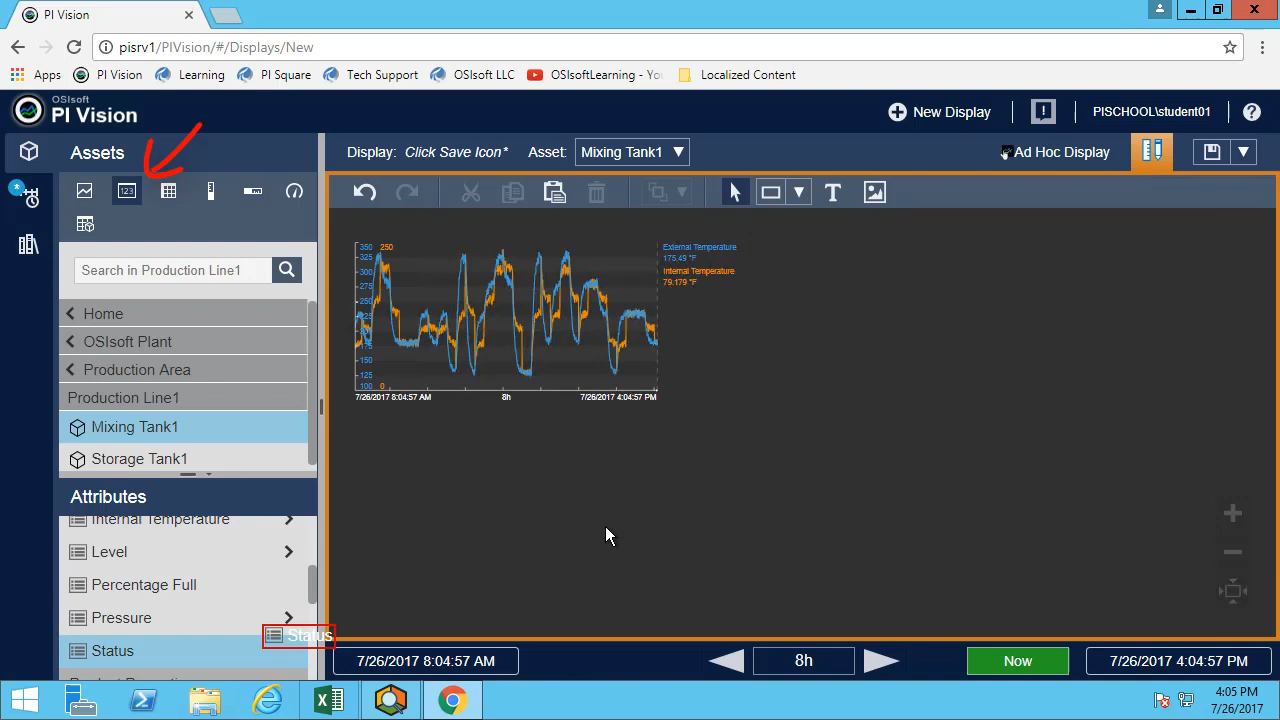 PI Vision
pisrv1/PIVision/#/Displays/New
Apps PI Vision Learning PI Square Tech Support OSIsoft LLC OSIsoftLearning - You Localized Content
OSIsoft
PI Vision
New Display
PISCHOOL\student01
?
Assets
Display: Click Save Icon* Asset: Mixing Tank1
Ad Hoc Display
123
T
Search in Production Line1
Home
OSIsoft Plant
Production Area
Production Line1
Mixing Tank1
Storage Tank1
350 250
325
300
275
250
225
175
150
125
100 0
7/26/2017 8:04:57 AM 8h 7/26/2017 4:04:57 PM
External Temperature
175.49 °F
Internal Temperature
79.179 °F
Attributes
Internal Temperature
Level
Percentage Full
Pressure
Status
Status
7/26/2017 8:04:57 AM 8h Now 7/26/2017 4:04:57 PM
4:05 PM
7/26/2017